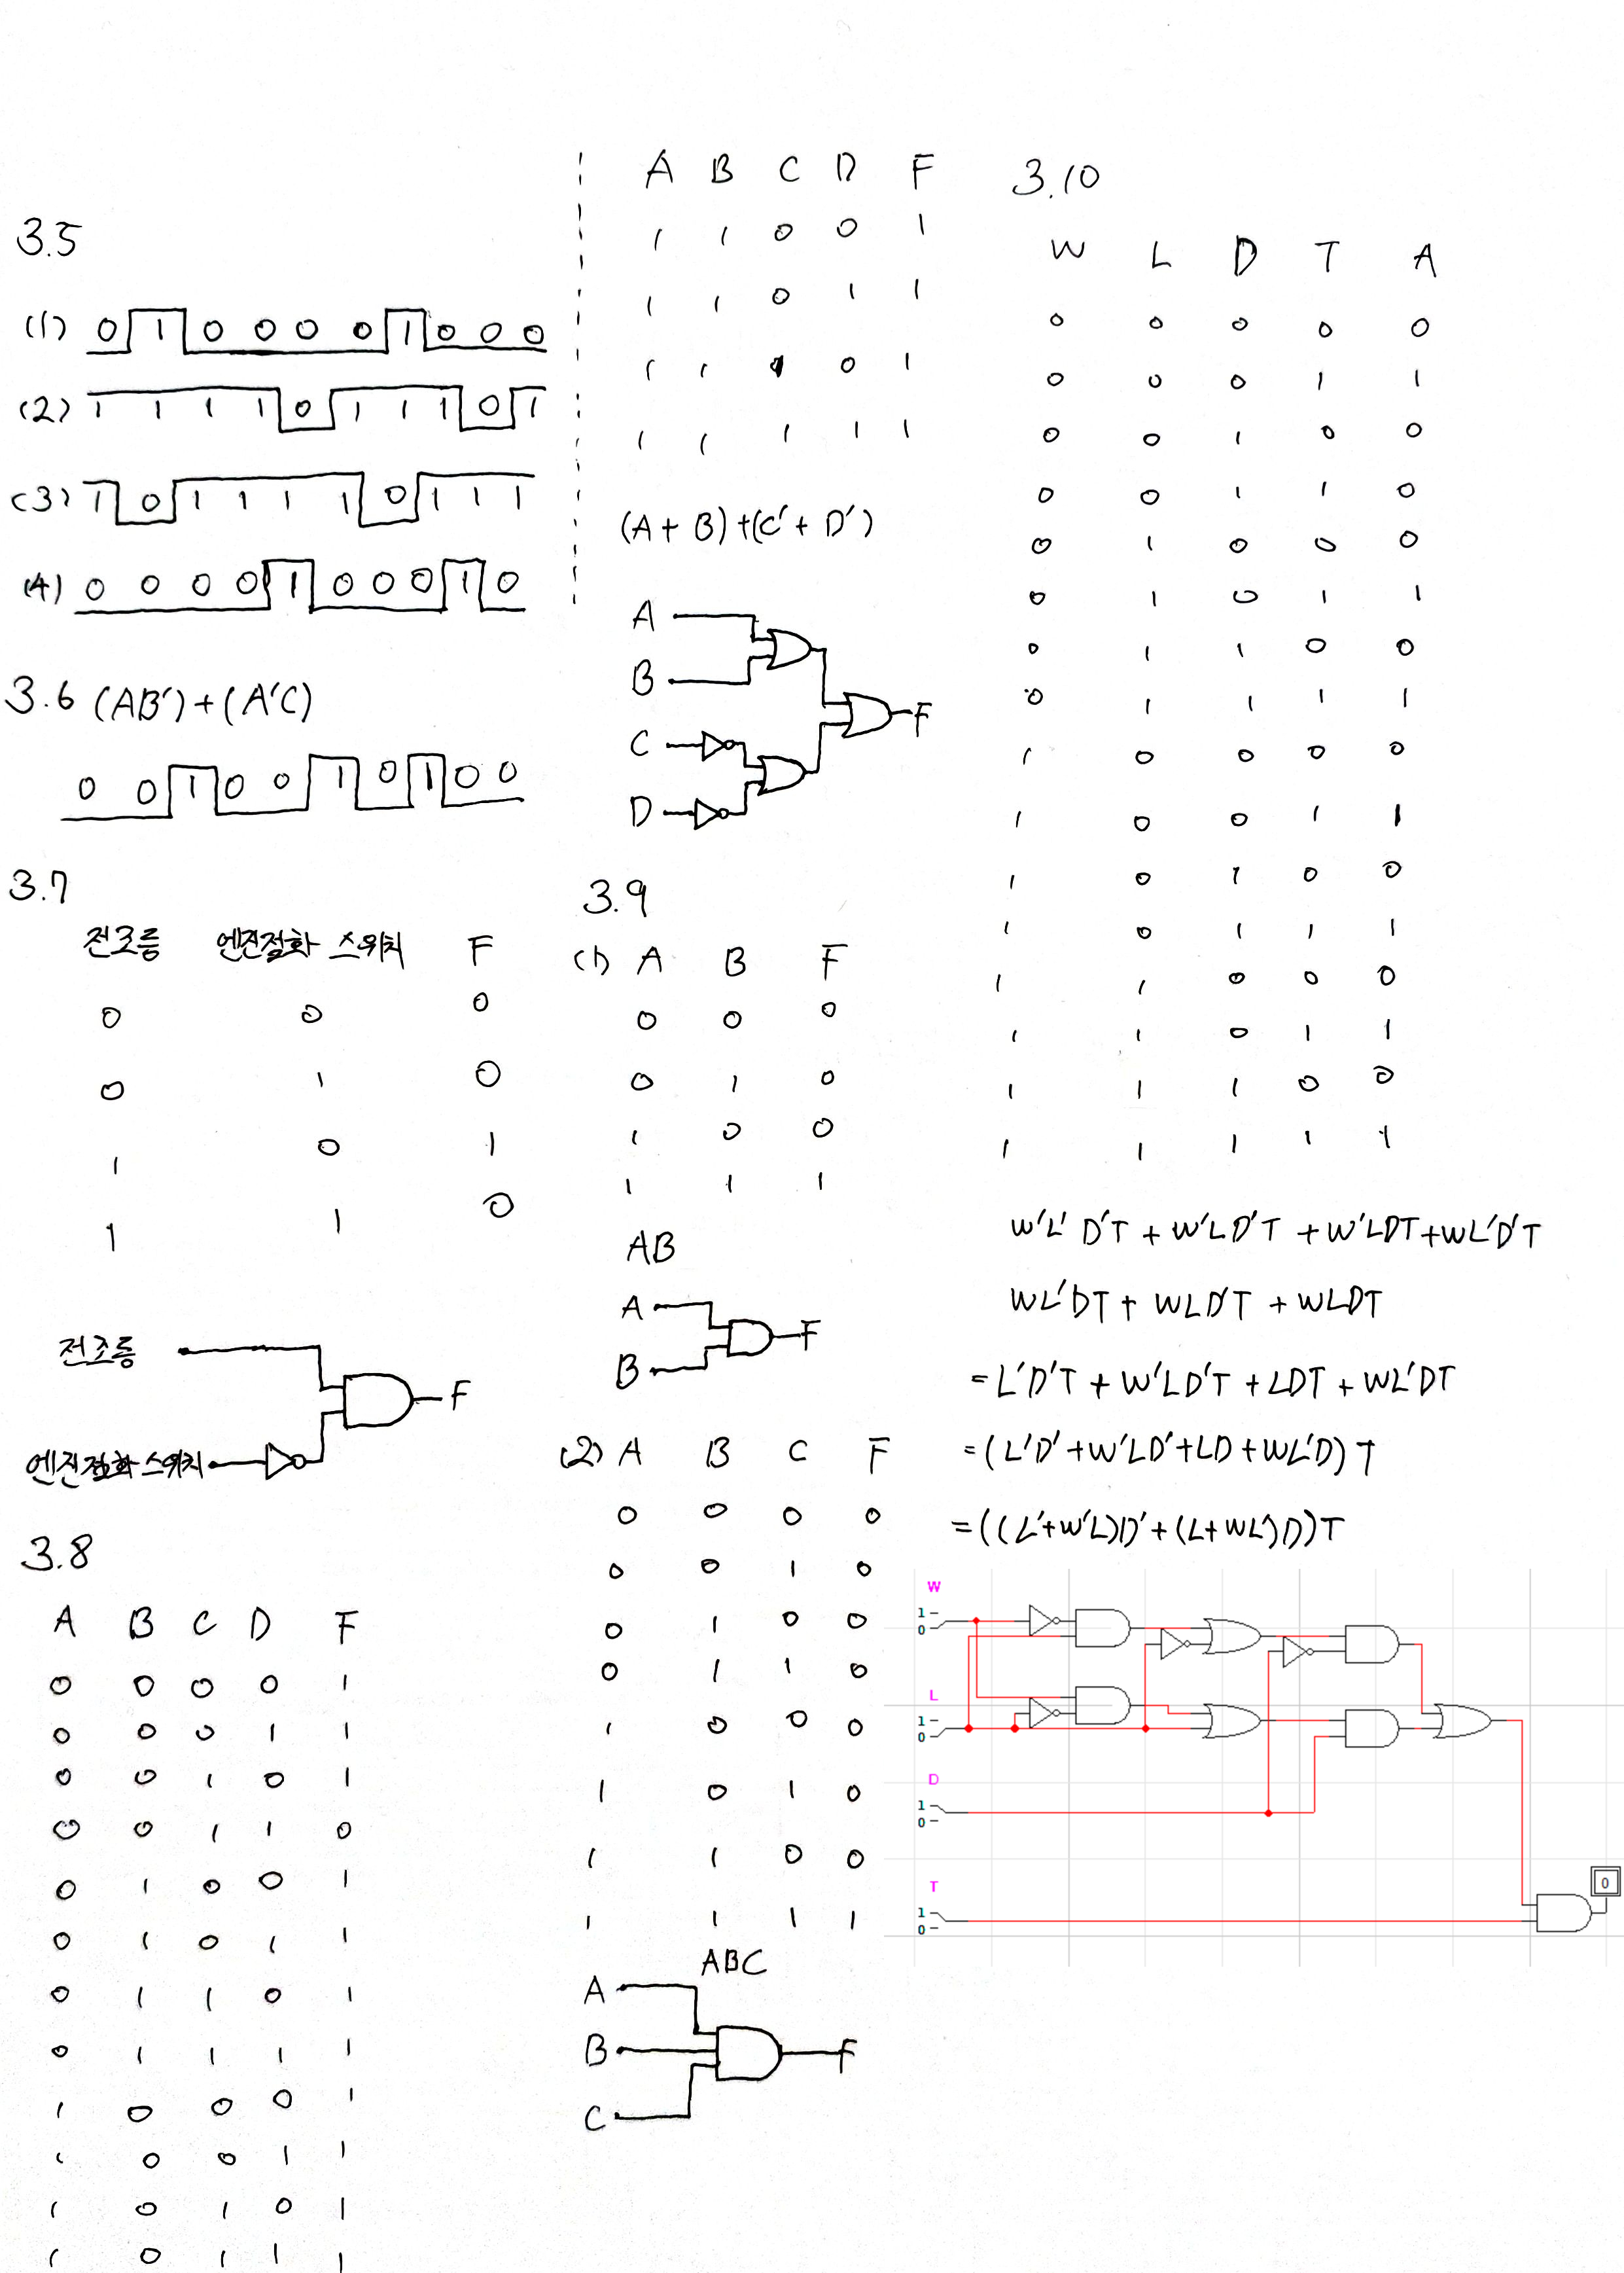 3.5
(1) 0 1 0 0 0 0 1 0 0 0
(2) 1 1 1 1 0 1 1 1 0 1
(3) 1 0 1 1 1 1 0 1 1 1
(4) 0 0 0 0 1 0 0 0 1 0
3.6 (AB')+(A'C)
0 0 1 0 0 1 0 1 0 0
3.7
전조등 엔진점화 스위치 F
0 0 0
0 1 0
1 0 1
1 1 0
전조등
F
엔진점화 스위치
3.8
A B C D F
0 0 0 0 1
0 0 0 1 1
0 0 1 0 1
0 0 1 1 0
0 1 0 0 1
0 1 0 1 1
0 1 1 0 1
0 1 1 1 1
1 0 0 0 1
1 0 0 1 1
1 0 1 0 1
1 0 1 1 1
A B C D F
1 1 0 0 1
1 1 0 1 1
1 1 1 0 1
1 1 1 1 1
(A+B)+(C'+D')
A
B
F
C
D
3.9
(1) A B F
0 0 0
0 1 0
1 0 0
1 1 1
AB
A
F
B
(2) A B C F
0 0 0 0
0 0 1 0
0 1 0 0
0 1 1 0
1 0 0 0
1 0 1 0
1 1 0 0
1 1 1 1
ABC
A
B F
C
3.10
W L D T A
0 0 0 0 0
0 0 0 1 1
0 0 1 0 0
0 0 1 1 0
0 1 0 0 0
0 1 0 1 1
0 1 1 0 0
0 1 1 1 1
1 0 0 0 0
1 0 0 1 1
1 0 1 0 0
1 0 1 1 1
1 1 0 0 0
1 1 0 1 1
1 1 1 0 0
1 1 1 1 1
W'L'D'T + W'LD'T + W'LDT+WL'D'T
WL'DT + WLD'T + WLDT
=L'D'T + W'LD'T + LDT + WL'DT
=(L'D'+W'LD'+LD+WL'D)T
=((L'+W'L)D'+(L+WL')D)T
W
1
0
L
1
0
D
1
0
T
0
1
0